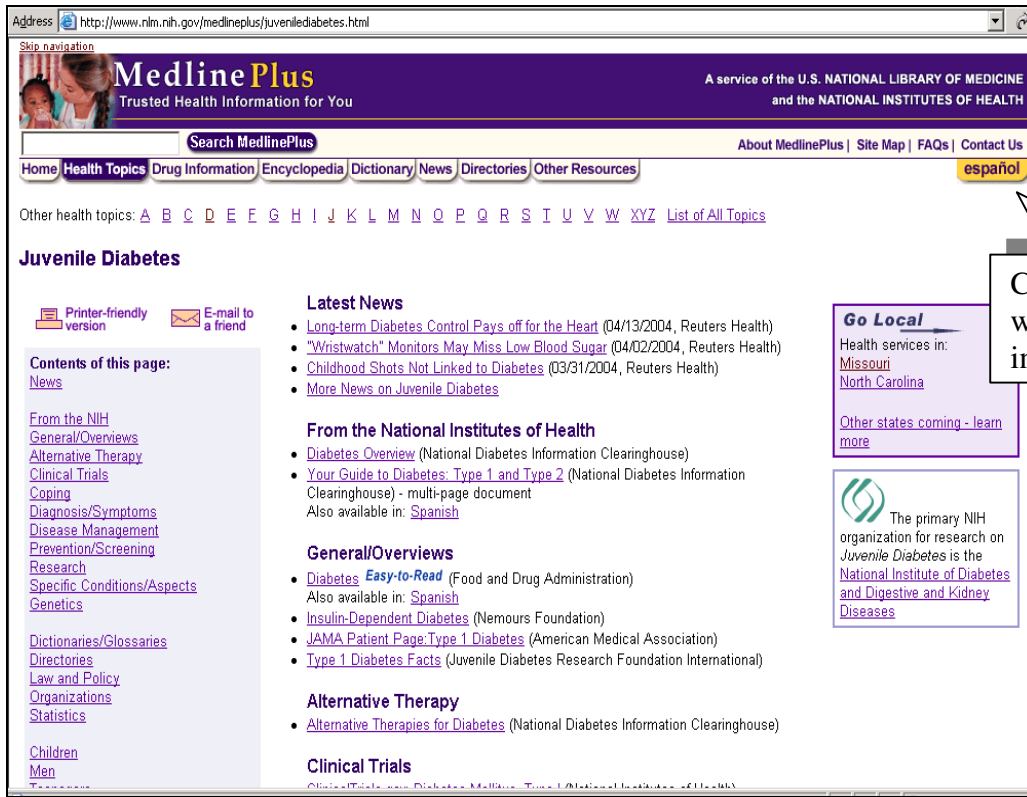 Address http://www.nlm.nih.gov/medlineplus/juvenilediabetes.html
Skip navigation
MedlinePlus
Trusted Health Information for You
A service of the U.S. NATIONAL LIBRARY OF MEDICINE
and the NATIONAL INSTITUTES OF HEALTH
Search MedlinePlus
About MedlinePlus | Site Map | FAQs | Contact Us
Home Health Topics Drug Information Encyclopedia Dictionary News Directories Other Resources
español
Other health topics: A B C D E F G H I J K L M N O P Q R S T U V W XYZ List of All Topics
Juvenile Diabetes
Printer-friendly
version
E-mail to
a friend
Contents of this page:
News
From the NIH
General/Overviews
Alternative Therapy
Clinical Trials
Coping
Diagnosis/Symptoms
Disease Management
Prevention/Screening
Research
Specific Conditions/Aspects
Genetics
Dictionaries/Glossaries
Directories
Law and Policy
Organizations
Statistics
Children
Men
Latest News
• Long-term Diabetes Control Pays off for the Heart (04/13/2004, Reuters Health)
• "Wristwatch" Monitors May Miss Low Blood Sugar (04/02/2004, Reuters Health)
• Childhood Shots Not Linked to Diabetes (03/31/2004, Reuters Health)
• More News on Juvenile Diabetes
From the National Institutes of Health
• Diabetes Overview (National Diabetes Information Clearinghouse)
• Your Guide to Diabetes: Type 1 and Type 2 (National Diabetes Information
Clearinghouse) - multi-page document
Also available in: Spanish
General/Overviews
• Diabetes Easy-to-Read (Food and Drug Administration)
Also available in: Spanish
• Insulin-Dependent Diabetes (Nemours Foundation)
• JAMA Patient Page:Type 1 Diabetes (American Medical Association)
• Type 1 Diabetes Facts (Juvenile Diabetes Research Foundation International)
Alternative Therapy
• Alternative Therapies for Diabetes (National Diabetes Information Clearinghouse)
Clinical Trials
Go Local
Health services in:
Missouri
North Carolina
Other states coming - learn
more
The primary NIH
organization for research on
Juvenile Diabetes is the
National Institute of Diabetes
and Digestive and Kidney
Diseases